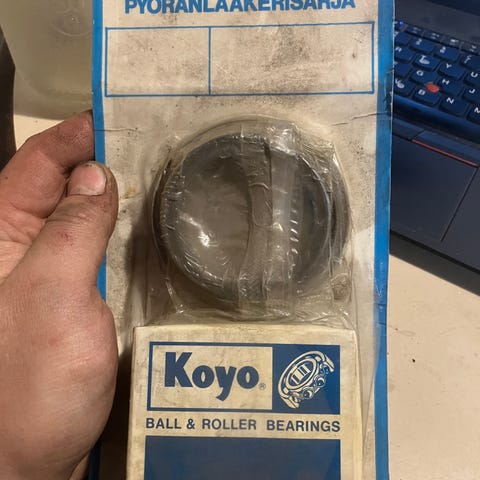 PYÖRÄNLAAKERISARJA
Koyo®
BALL & ROLLER BEARINGS